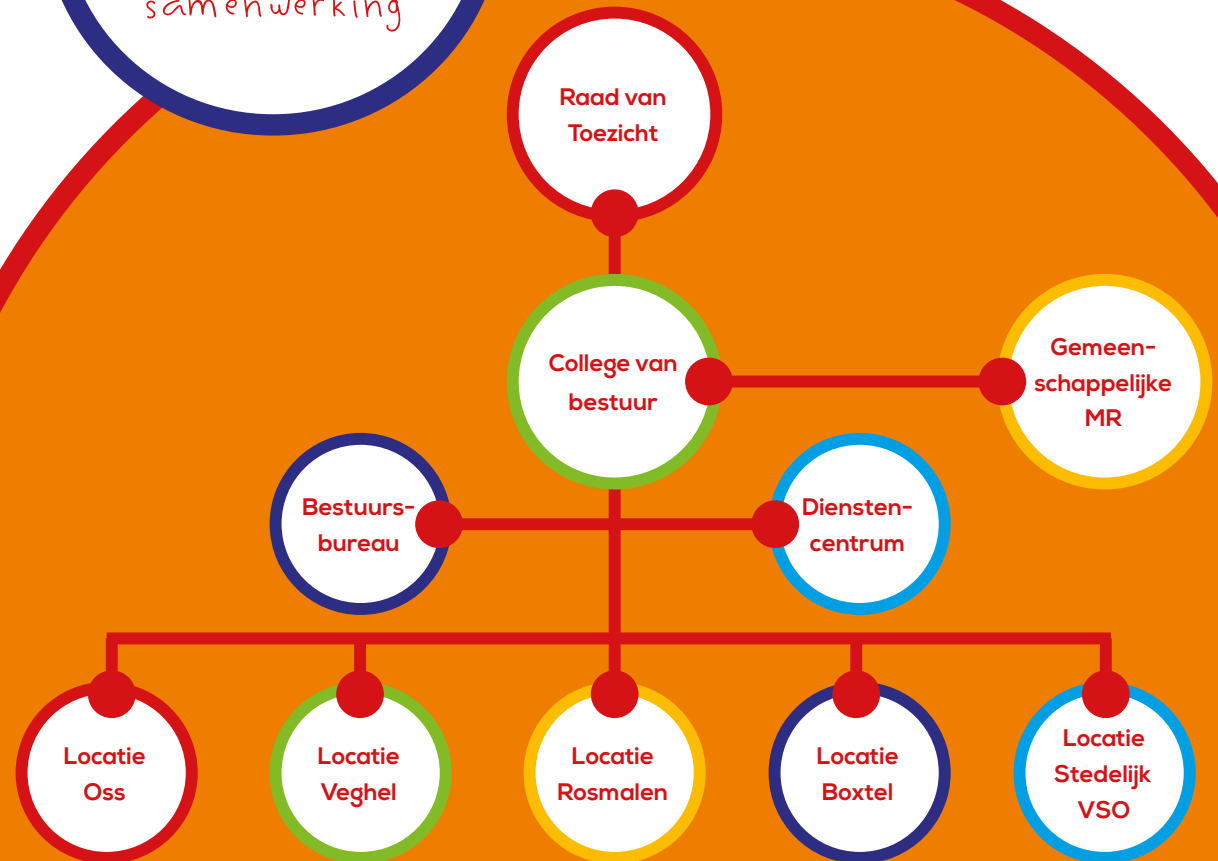 samenwerking
Raad van
Toezicht
College van
bestuur
Gemeen-
schappelijke
MR
Bestuurs-
bureau
Diensten-
centrum
Locatie
Oss
Locatie
Veghel
Locatie
Rosmalen
Locatie
Boxtel
Locatie
Stedelijk
VSO